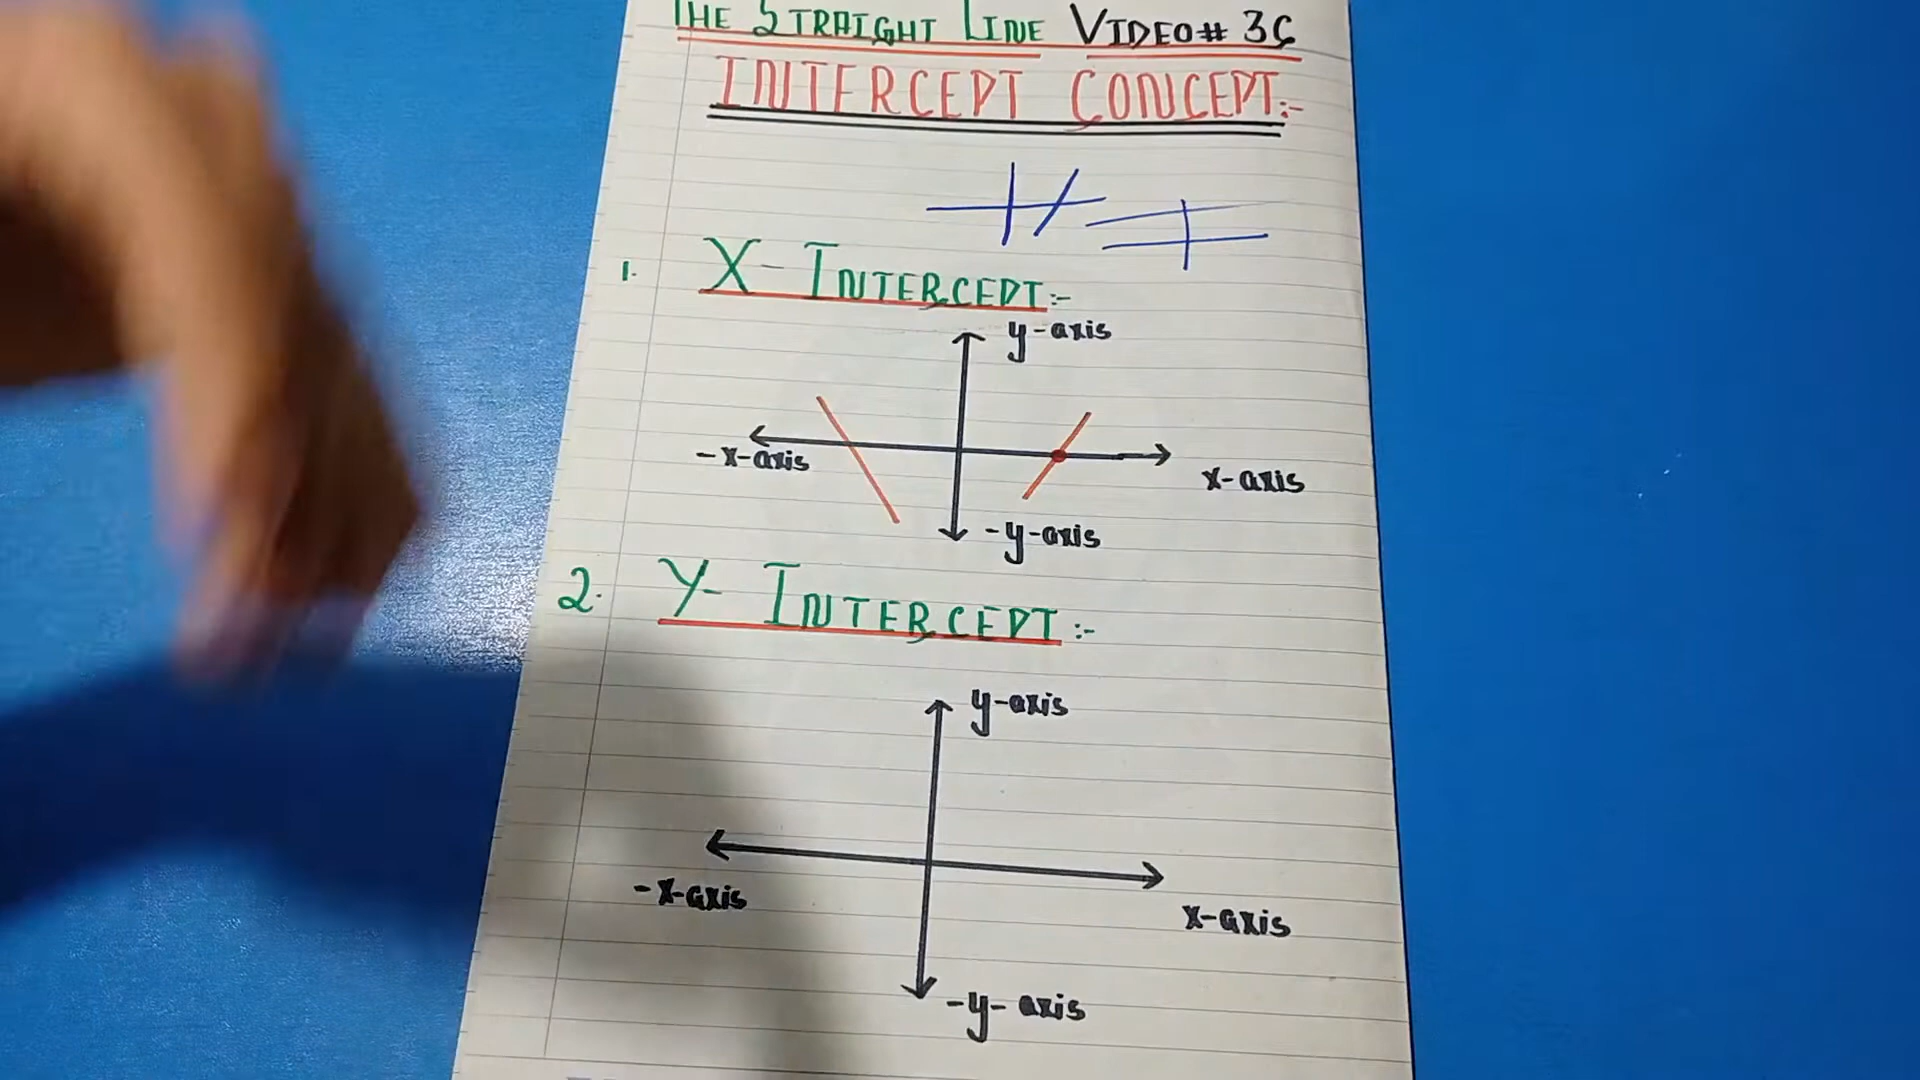 THE STRAIGHT LINE VIDEO# 3C
INTERCEPT CONCEPT:-
1. X-INTERCEPT:-
y-axis
-x-axis
x-axis
-y-axis
2. Y-INTERCEPT:-
y-axis
-x-axis
x-axis
-y-axis